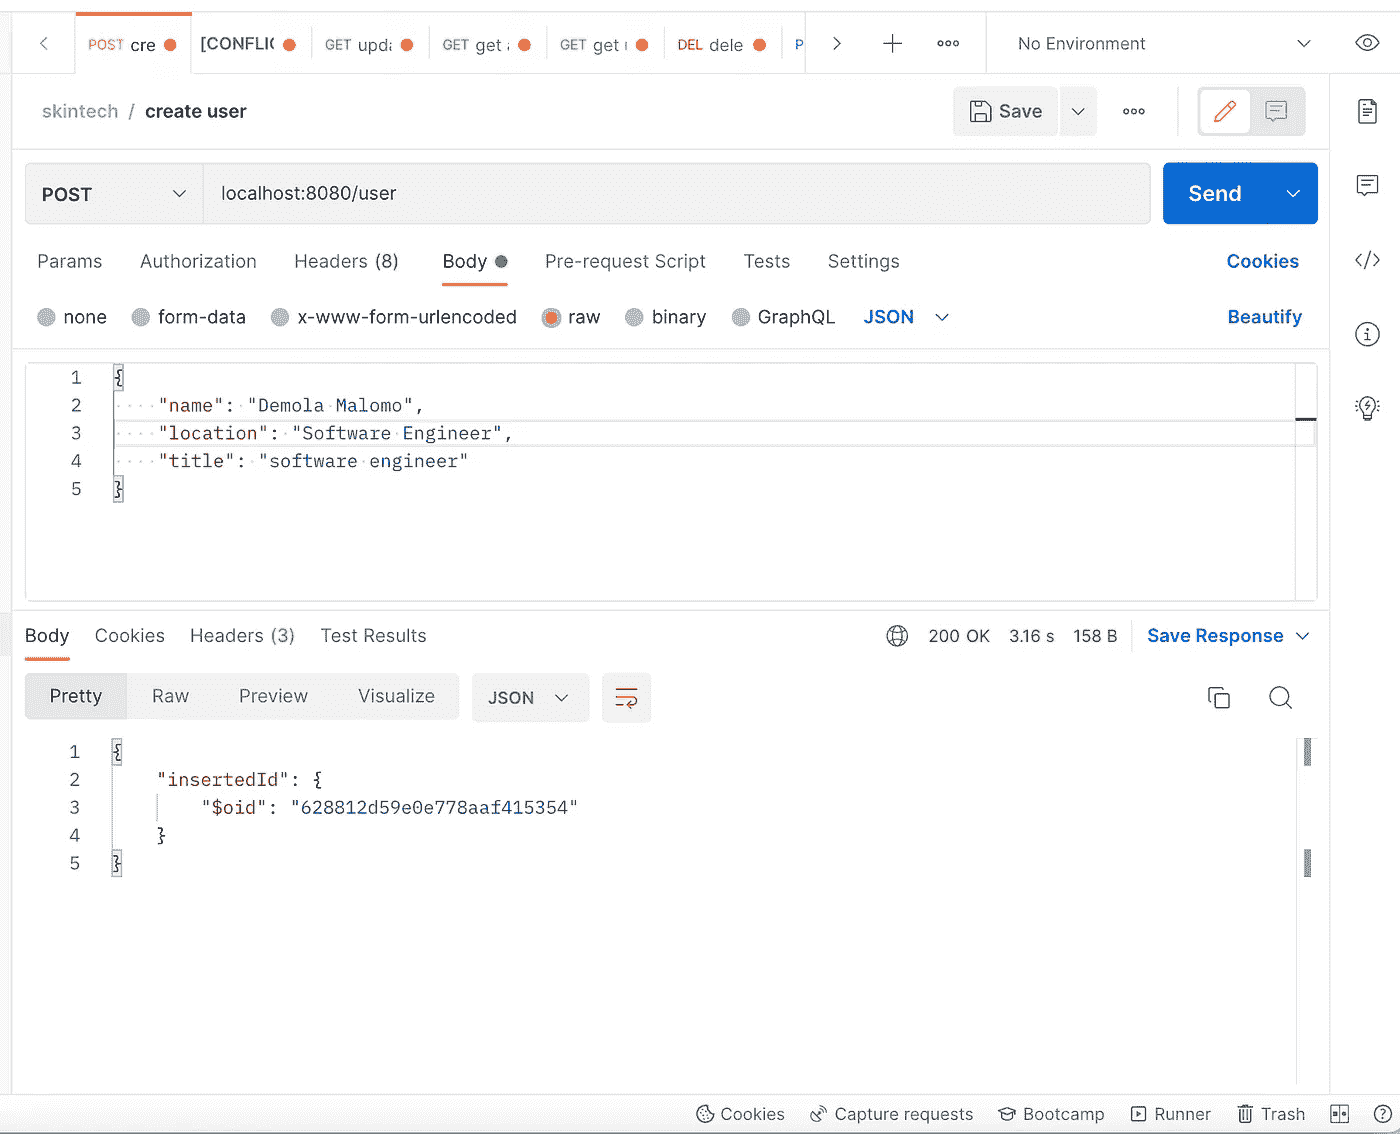 POST cre [CONFLIC GET upda GET get a GET get DEL dele P No Environment
skintech / create user Save
POST localhost:8080/user Send
Params Authorization Headers (8) Body Pre-request Script Tests Settings Cookies
none form-data x-www-form-urlencoded raw binary GraphQL JSON Beautify
1 {
2 "name": "Demola Malomo",
3 "location": "Software Engineer",
4 "title": "software engineer"
5 }
Body Cookies Headers (3) Test Results 200 OK 3.16 s 158 B Save Response
Pretty Raw Preview Visualize JSON
1 {
2 "insertedId": {
3 "$oid": "628812d59e0e778aaf415354"
4 }
5 }
Cookies Capture requests Bootcamp Runner Trash